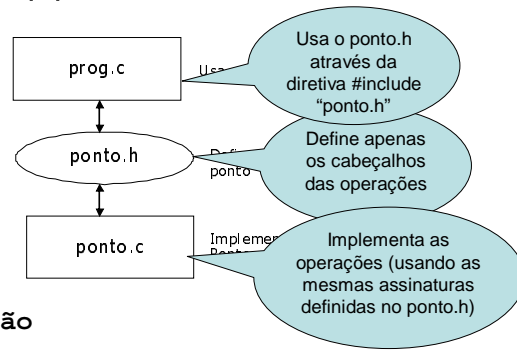 prog.c
Usa o ponto.h
através da
diretiva #include
“ponto.h”
ponto.h
ponto
Define apenas
os cabeçalhos
das operações
ponto.c
Implementa as
operações (usando as
mesmas assinaturas
definidas no ponto.h)
ão